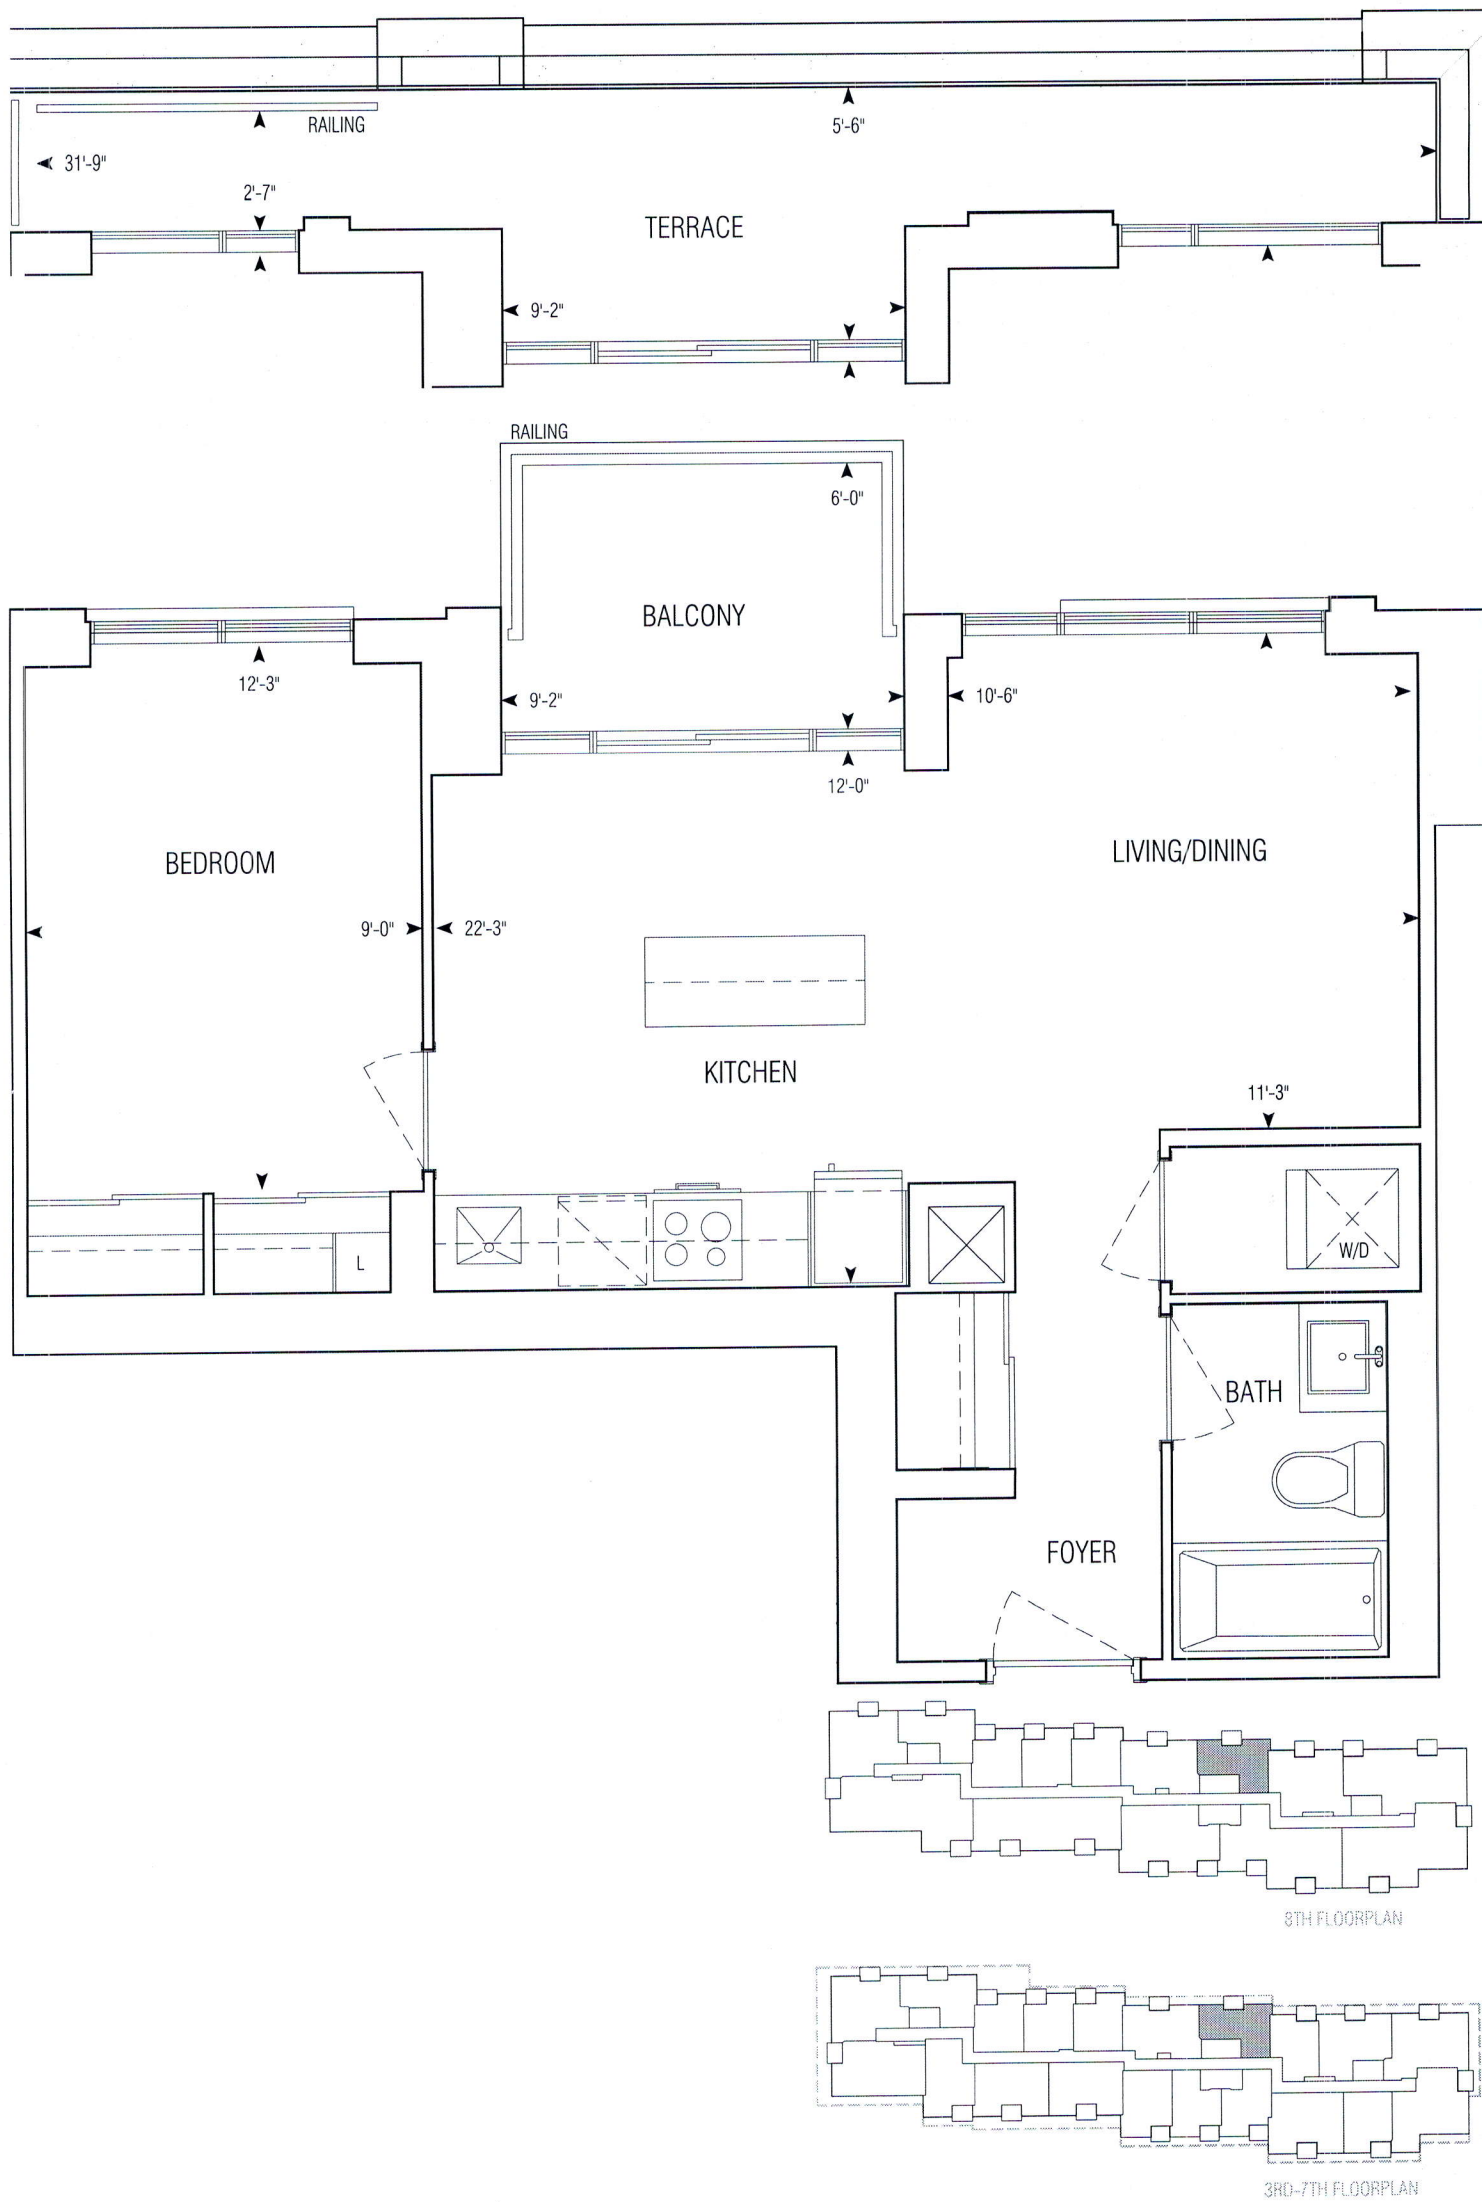 RAILING
5'-6"
31'-9"
2'-7"
TERRACE
9'-2"
RAILING
6'-0"
BALCONY
12'-3"
9'-2"
10'-6"
12'-0"
BEDROOM
LIVING/DINING
9'-0"
22'-3"
KITCHEN
11'-3"
W/D
L
BATH
FOYER
8TH FLOORPLAN
3RD-7TH FLOORPLAN